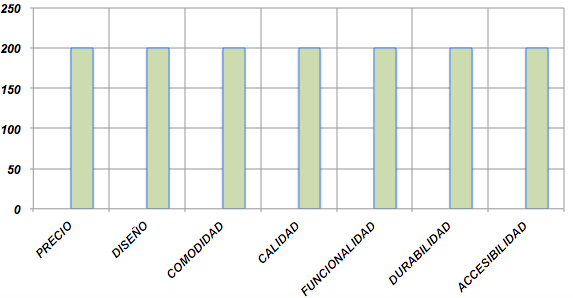 250
200
150
100
50
0
PRECIO
DISEÑO
COMODIDAD
CALIDAD
FUNCIONALIDAD
DURABILIDAD
ACCESIBILIDAD